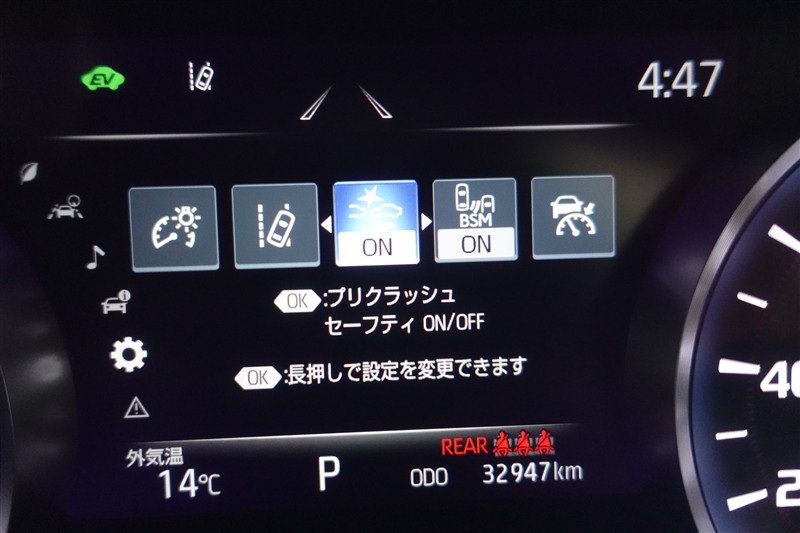 EV
4:47
ON
BSM
ON
OK :プリクラッシュ
セーフティ ON/OFF
OK :長押しで設定を変更できます
外気温
14℃
P
REAR
ODO 32947km
40
2